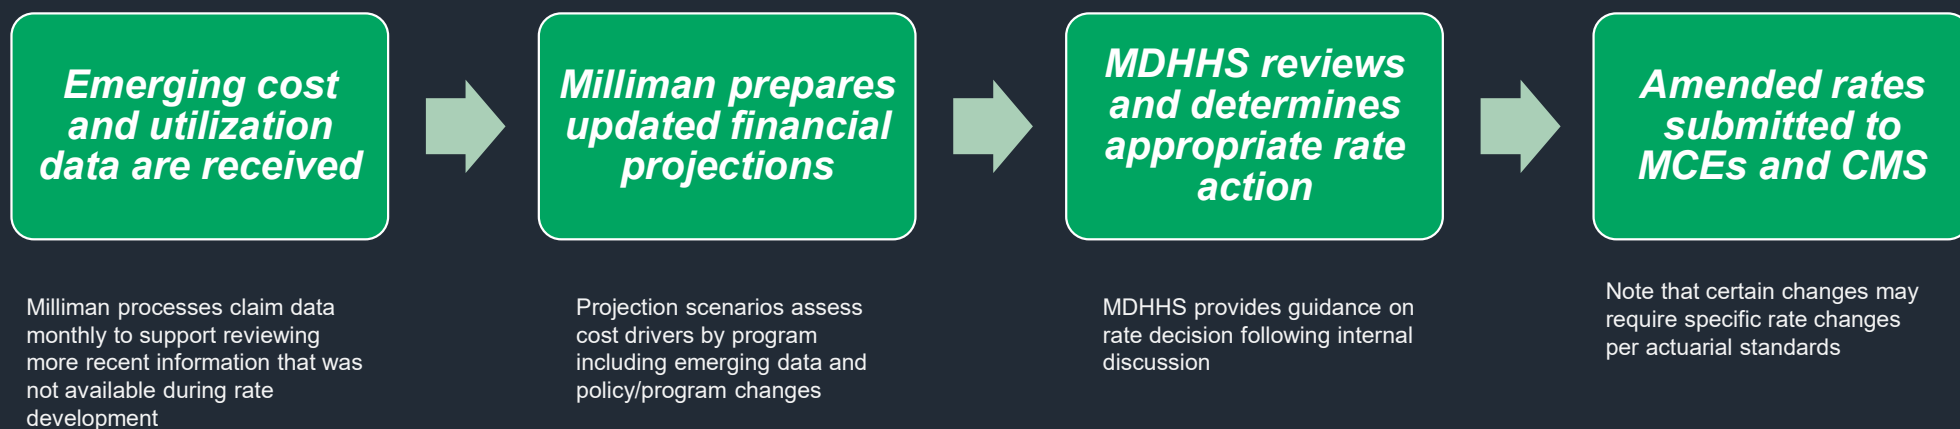 Emerging cost
and utilization
data are received
Milliman prepares
updated financial
projections
MDHHS reviews
and determines
appropriate rate
action
Amended rates
submitted to
MCEs and CMS
Milliman processes claim data
monthly to support reviewing
more recent information that was
not available during rate
development
Projection scenarios assess
cost drivers by program
including emerging data and
policy/program changes
MDHHS provides guidance on
rate decision following internal
discussion
Note that certain changes may
require specific rate changes
per actuarial standards